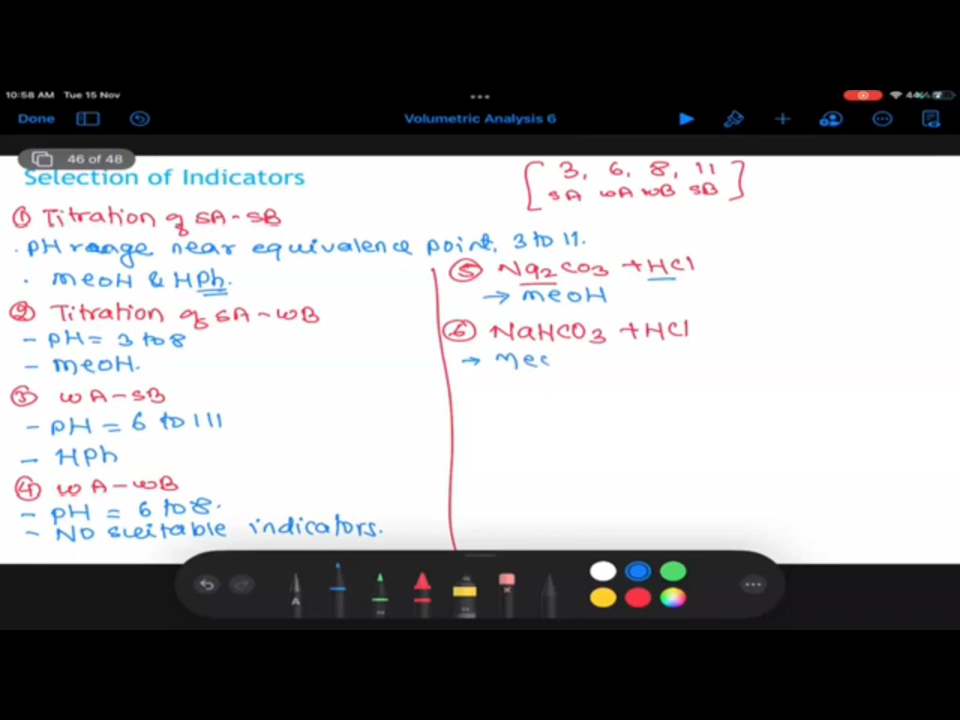 10:58 AM Tue 15 Nov
44%
Done
Volumetric Analysis 6
46 of 48
Selection of Indicators
[3, 6, 8, 11]
SA WA WB SB
① Titration of SA-SB
· PH range near equivalence point, 3 to 11.
· MeOH & HPh.
② Titration of SA-WB
- PH = 3 to 8
- MeOH.
③ WA-SB
- PH = 6 to 111
- HPh
④ WA-WB
- PH = 6 to 8.
- No suitable indicators.
⑤ Na2CO3 + HCl
→ MeOH
⑥ NaHCO3 + HCl
→ Meo
A